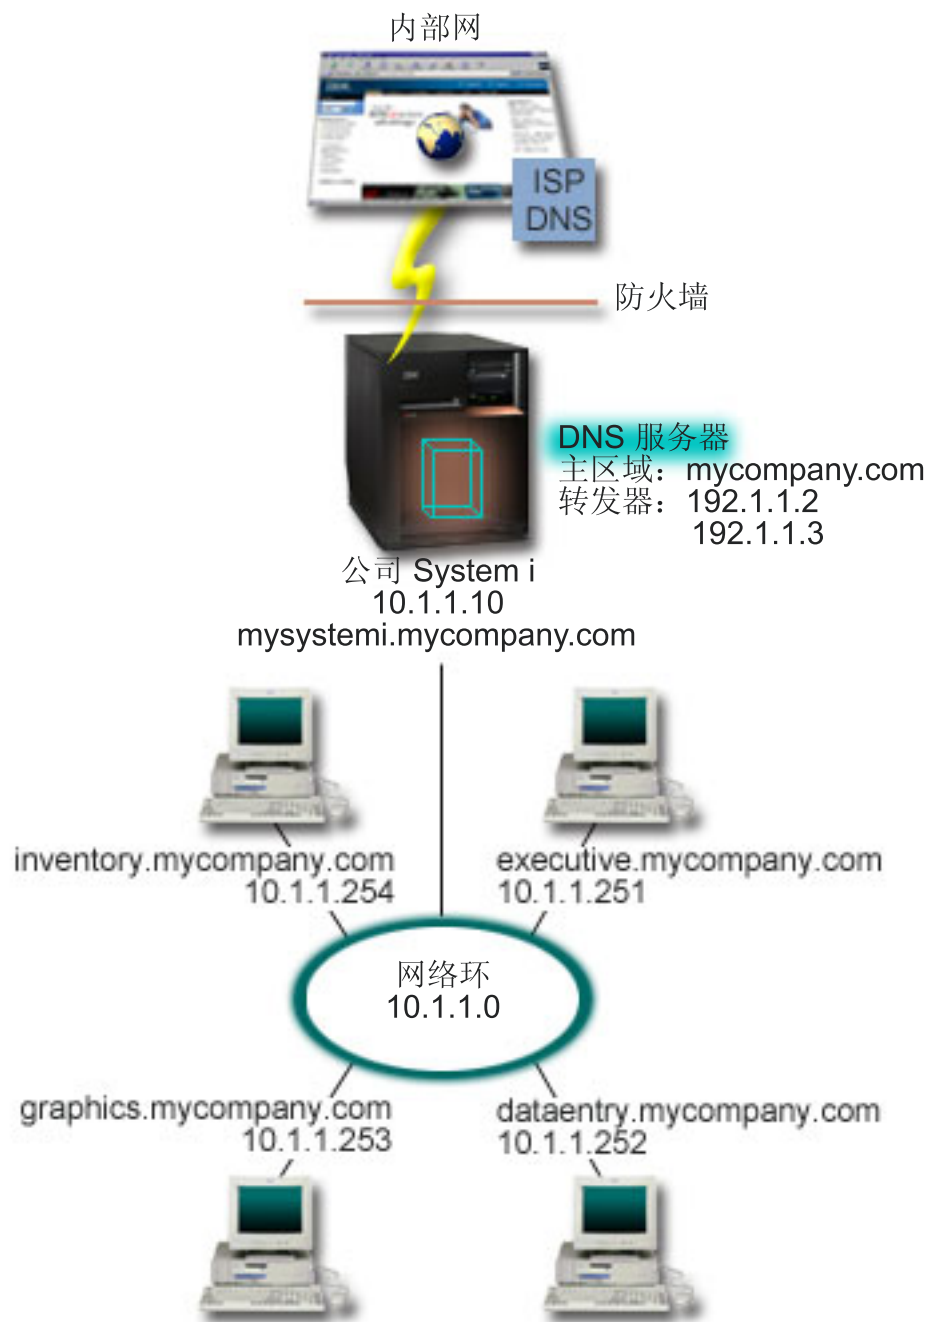 内部网
ISP
DNS
防火墙
DNS 服务器
主区域：mycompany.com
转发器：192.1.1.2
192.1.1.3
公司 System i
10.1.1.10
mysystemi.mycompany.com
inventory.mycompany.com
10.1.1.254
executive.mycompany.com
10.1.1.251
网络环
10.1.1.0
graphics.mycompany.com
10.1.1.253
dataentry.mycompany.com
10.1.1.252